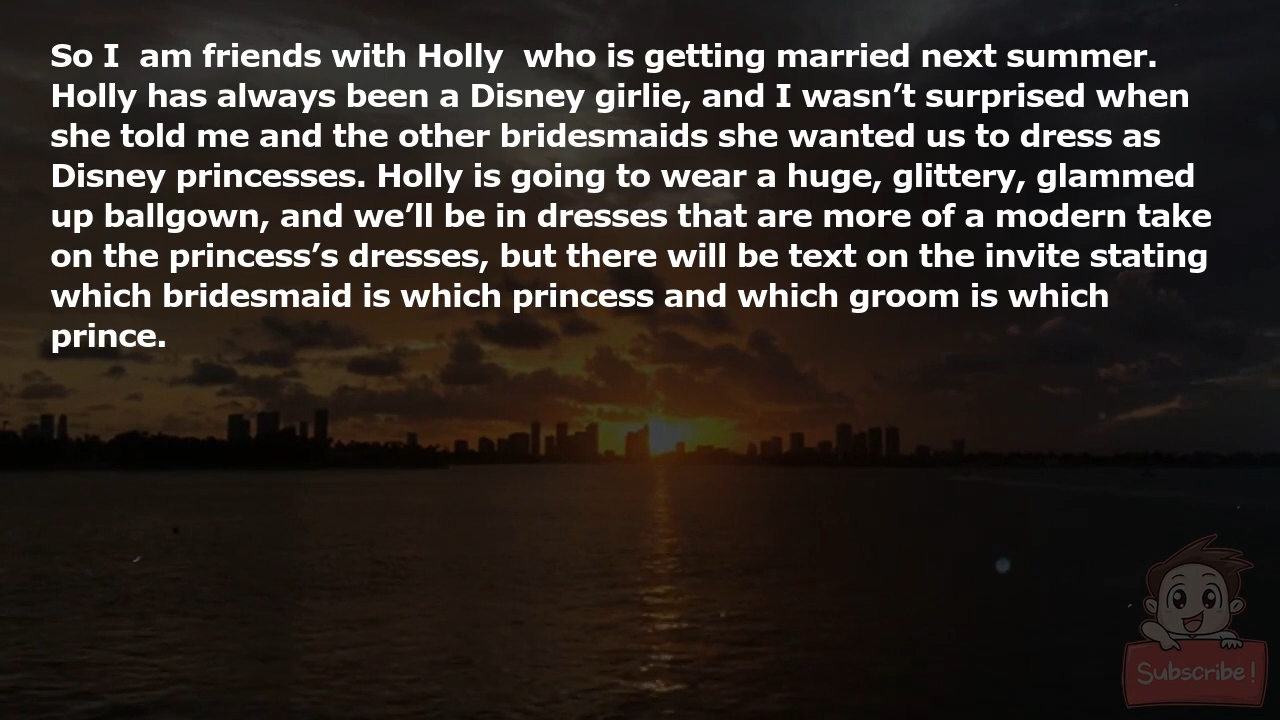 So I  am friends with Holly  who is getting married next summer.
Holly has always been a Disney girlie, and I wasn’t surprised when
she told me and the other bridesmaids she wanted us to dress as
Disney princesses. Holly is going to wear a huge, glittery, glammed
up ballgown, and we’ll be in dresses that are more of a modern take
on the princess’s dresses, but there will be text on the invite stating
which bridesmaid is which princess and which groom is which
prince.
Subscribe!